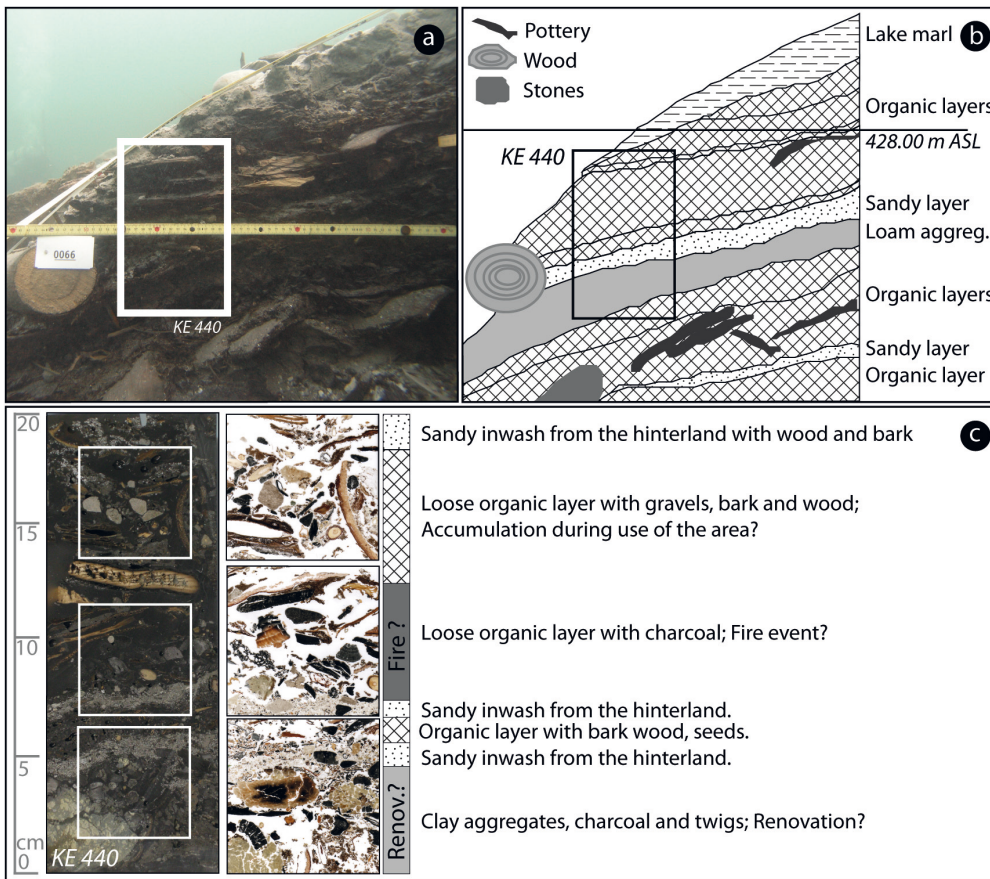 a
0066
KE 440
Pottery
Wood
Stones
b
Lake marl
Organic layers
428.00 m ASL
KE 440
Sandy layer
Loam aggreg.
Organic layers
Sandy layer
Organic layer
c
20
15
10
5
cm
0
KE 440
Fire ?
Renov.?
Sandy inwash from the hinterland with wood and bark
Loose organic layer with gravels, bark and wood;
Accumulation during use of the area?
Loose organic layer with charcoal; Fire event?
Sandy inwash from the hinterland.
Organic layer with bark wood, seeds.
Sandy inwash from the hinterland.
Clay aggregates, charcoal and twigs; Renovation?